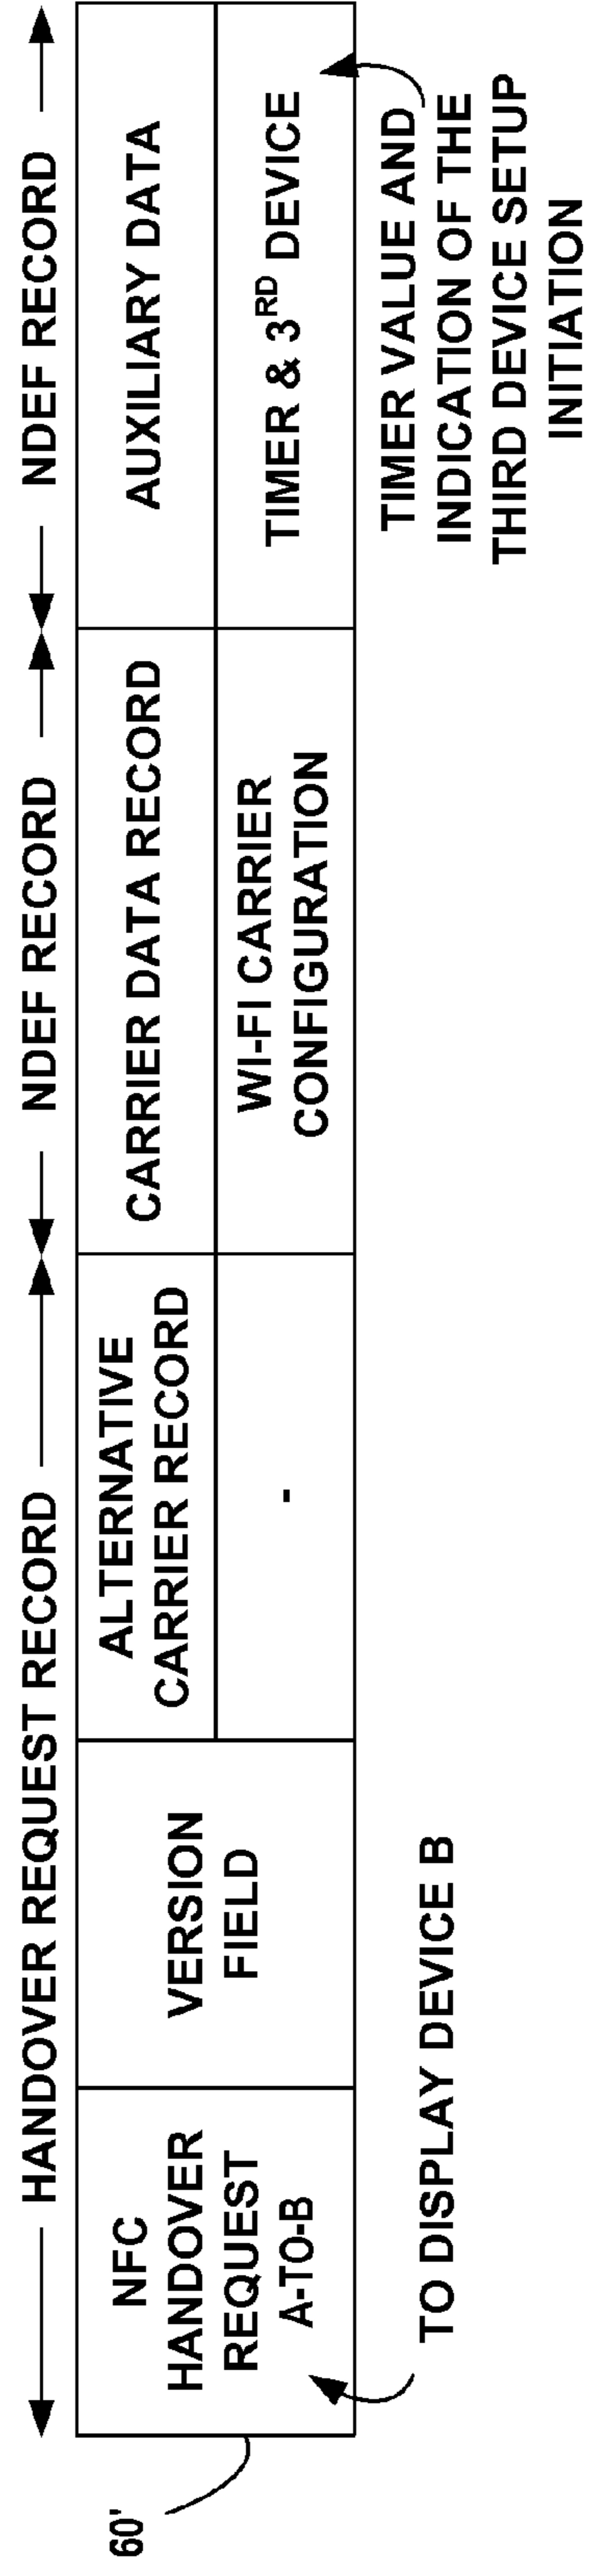 HANDOVER REQUEST RECORD
NDEF RECORD
NDEF RECORD
60'
NFC
HANDOVER
REQUEST
A-TO-B
VERSION
FIELD
ALTERNATIVE
CARRIER RECORD
-
CARRIER DATA RECORD
WI-FI CARRIER
CONFIGURATION
AUXILIARY DATA
TIMER & 3RD DEVICE
TO DISPLAY DEVICE B
TIMER VALUE AND
INDICATION OF THE
THIRD DEVICE SETUP
INITIATION